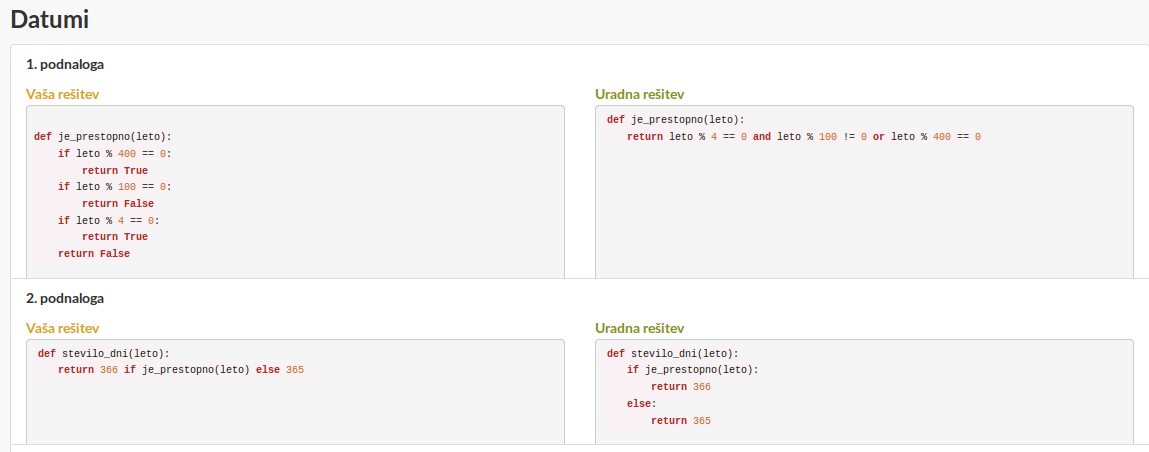 Datumi
1. podnaloga
Vaša rešitev
def je_prestopno(leto):
    if leto % 400 == 0:
        return True
    if leto % 100 == 0:
        return False
    if leto % 4 == 0:
        return True
    return False
Uradna rešitev
def je_prestopno(leto):
    return leto % 4 == 0 and leto % 100 != 0 or leto % 400 == 0
2. podnaloga
Vaša rešitev
def stevilo_dni(leto):
    return 366 if je_prestopno(leto) else 365
Uradna rešitev
def stevilo_dni(leto):
    if je_prestopno(leto):
        return 366
    else:
        return 365